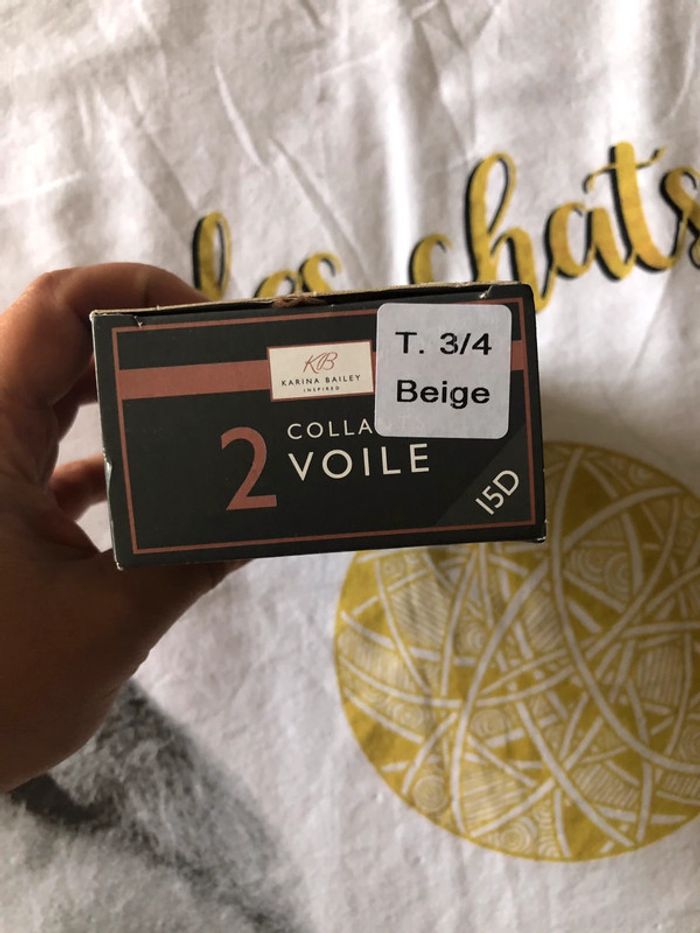 les chats
KB
KARINA BAILEY
INSPIRED
T. 3/4
Beige
2 COLLA
VOILE
15D